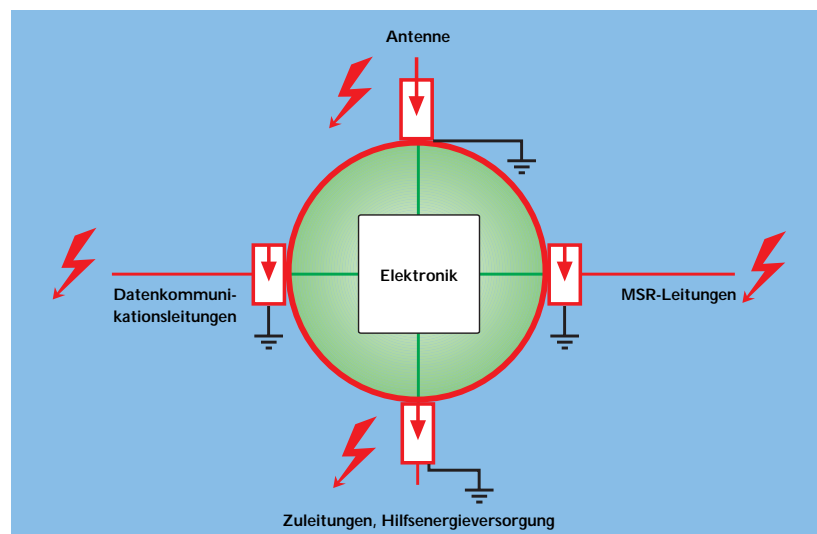 Antenne
Elektronik
Datenkommuni-
kationsleitungen
MSR-Leitungen
Zuleitungen, Hilfsenergieversorgung